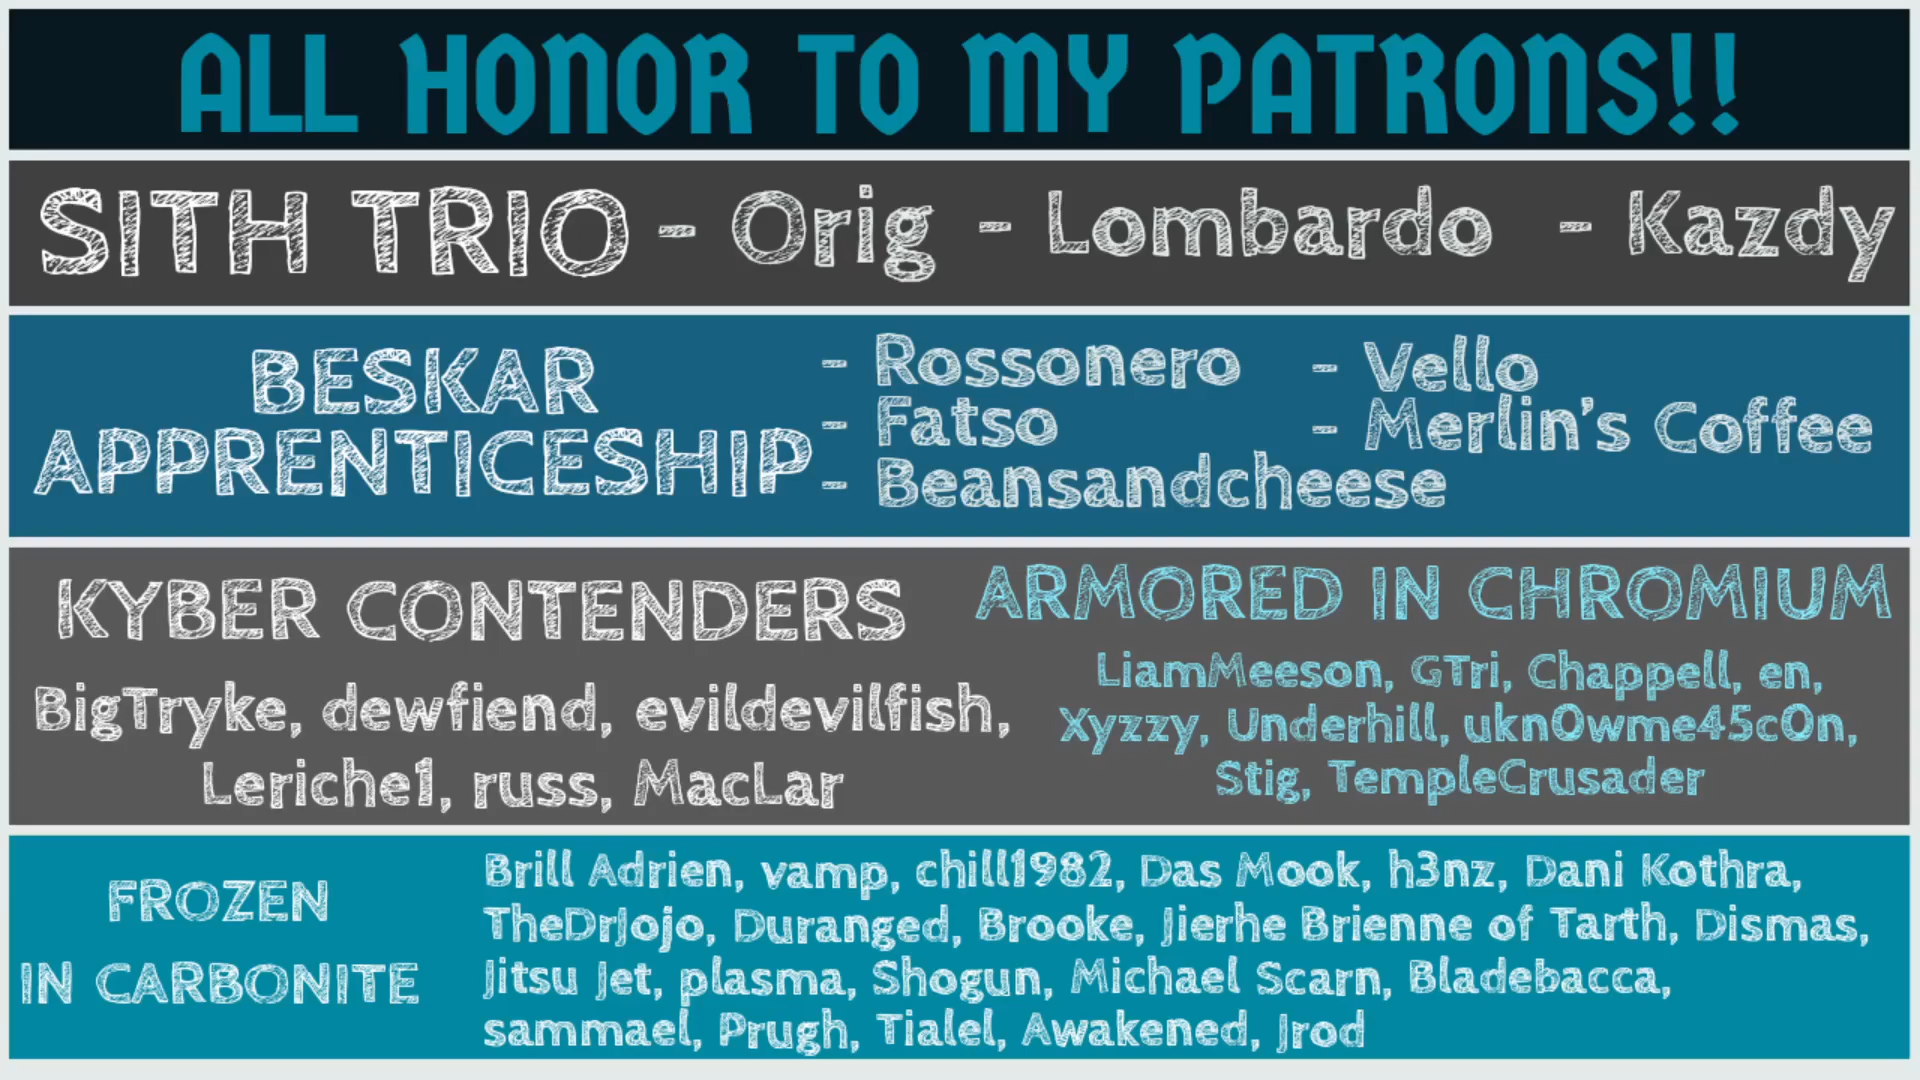 ALL HONOR TO MY PATRONS!!
SITH TRIO - Orig - Lombardo - Kazdy
BESKAR APPRENTICESHIP
- Rossonero
- Fatso
- Beansandcheese
- Vello
- Merlin's Coffee
KYBER CONTENDERS
BigTryke, dewfiend, evildevilfish,
Leriche1, russ, MacLar
ARMORED IN CHROMIUM
LiamMeeson, GTri, Chappell, en,
Xyzzy, Underhill, ukn0wme45c0n,
Stig, TempleCrusader
FROZEN
IN CARBONITE
Brill Adrien, vamp, chill1982, Das Mook, h3nz, Dani Kothra,
TheDrJojo, Duranged, Brooke, Jierhe Brienne of Tarth, Dismas,
Jitsu Jet, plasma, Shogun, Michael Scarn, Bladebacca,
sammael, Prugh, Tialel, Awakened, Jrod